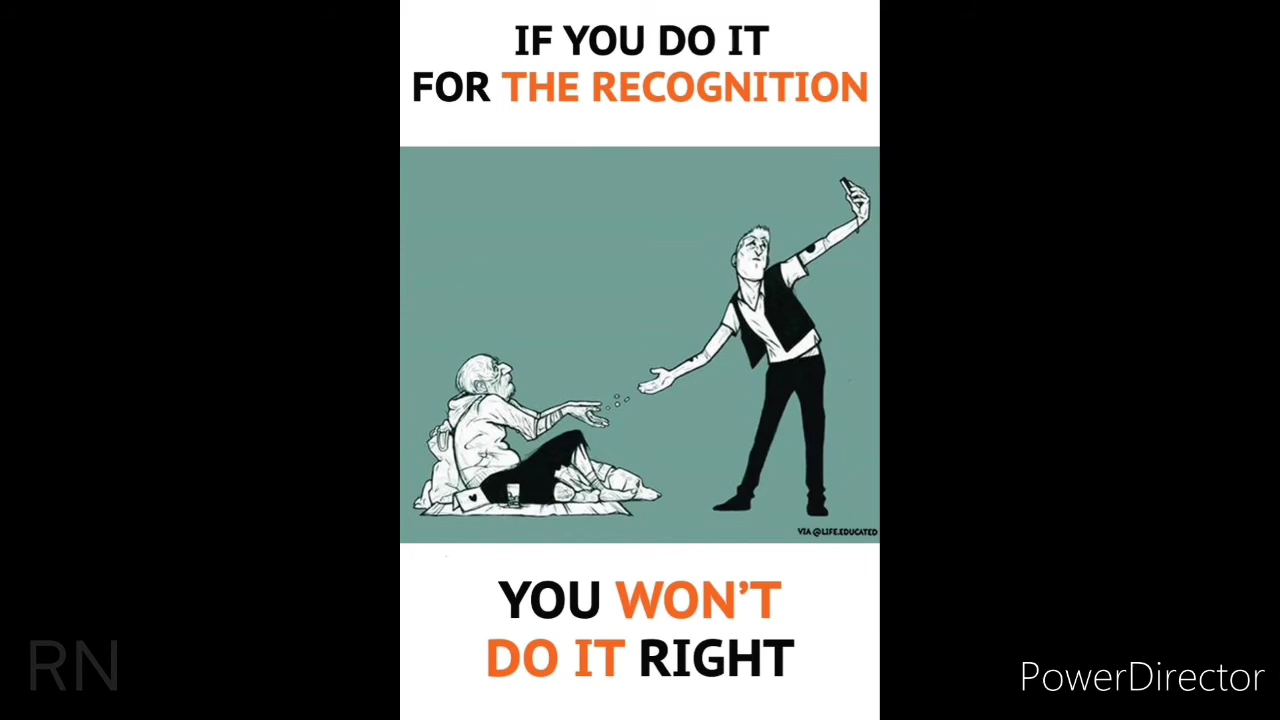 IF YOU DO IT
FOR THE RECOGNITION
VIA @LIFE.EDUCATED
YOU WON'T
DO IT RIGHT
RN
PowerDirector